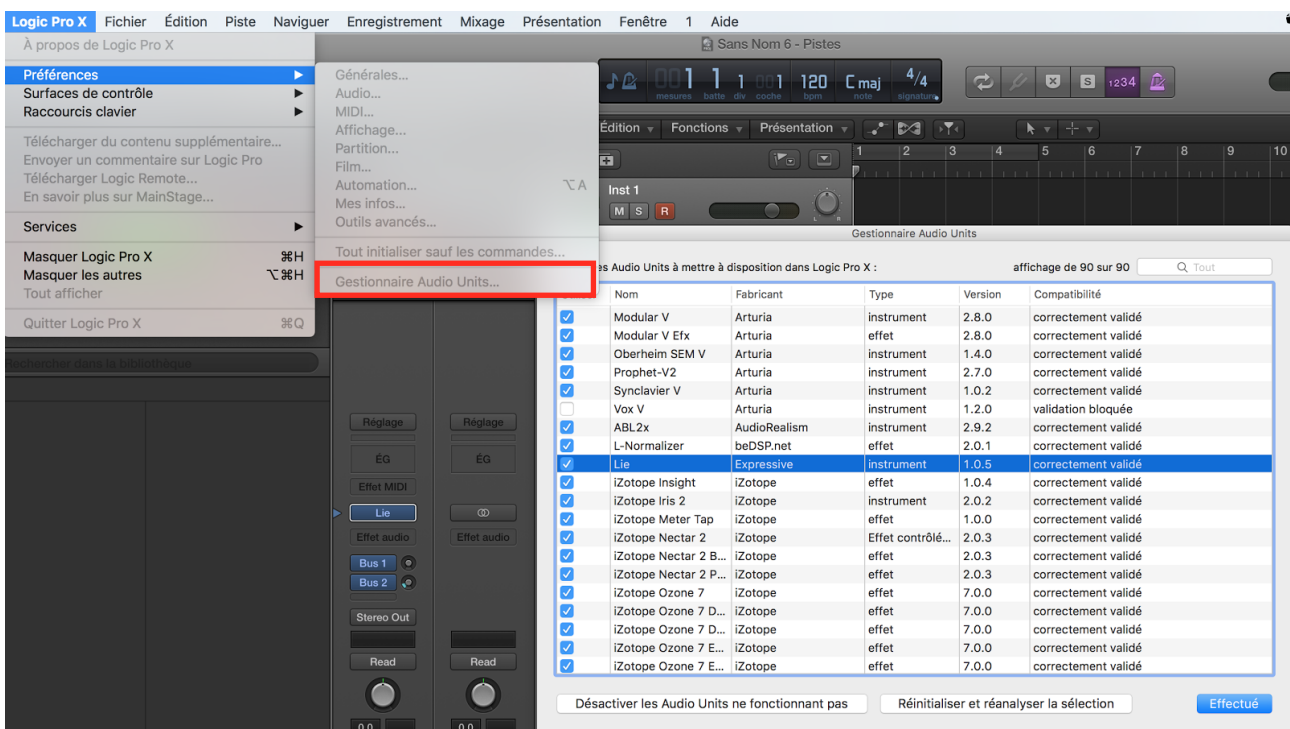 Logic Pro X Fichier Édition Piste Naviguer Enregistrement Mixage Présentation Fenêtre 1 Aide
À propos de Logic Pro X
Préférences
Surfaces de contrôle
Raccourcis clavier
Télécharger du contenu supplémentaire...
Envoyer un commentaire sur Logic Pro
Télécharger Logic Remote...
En savoir plus sur MainStage...
Services
Masquer Logic Pro X ⌘H
Masquer les autres ⌥⌘H
Tout afficher
Quitter Logic Pro X ⌘Q
Générales...
Audio...
MIDI...
Affichage...
Partition...
Film...
Automation... ⌥A
Mes infos...
Outils avancés...
Tout initialiser sauf les commandes...
Gestionnaire Audio Units...
Sans Nom 6 - Pistes
001 1 1 001 120 C maj 4/4
mesures batte div coche bpm note signature
S 1234
Édition Fonctions Présentation
1 2 3 4 5 6 7 8 9 10
Inst 1
M S R
L R
Gestionnaire Audio Units
es Audio Units à mettre à disposition dans Logic Pro X : affichage de 90 sur 90 Tout
Nom Fabricant Type Version Compatibilité
Modular V Arturia instrument 2.8.0 correctement validé
Modular V Efx Arturia effet 2.8.0 correctement validé
Oberheim SEM V Arturia instrument 1.4.0 correctement validé
Prophet-V2 Arturia instrument 2.7.0 correctement validé
Synclavier V Arturia instrument 1.0.2 correctement validé
Vox V Arturia instrument 1.2.0 validation bloquée
ABL2x AudioRealism instrument 2.9.2 correctement validé
L-Normalizer beDSP.net effet 2.0.1 correctement validé
Lie Expressive instrument 1.0.5 correctement validé
iZotope Insight iZotope effet 1.0.4 correctement validé
iZotope Iris 2 iZotope instrument 2.0.2 correctement validé
iZotope Meter Tap iZotope effet 1.0.0 correctement validé
iZotope Nectar 2 iZotope Effet contrôlé... 2.0.3 correctement validé
iZotope Nectar 2 B... iZotope effet 2.0.3 correctement validé
iZotope Nectar 2 P... iZotope effet 2.0.3 correctement validé
iZotope Ozone 7 iZotope effet 7.0.0 correctement validé
iZotope Ozone 7 D... iZotope effet 7.0.0 correctement validé
iZotope Ozone 7 D... iZotope effet 7.0.0 correctement validé
iZotope Ozone 7 E... iZotope effet 7.0.0 correctement validé
iZotope Ozone 7 E... iZotope effet 7.0.0 correctement validé
Désactiver les Audio Units ne fonctionnant pas Réinitialiser et réanalyser la sélection Effectué
Rechercher dans la bibliothèque
Réglage Réglage
ÉG ÉG
Effet MIDI
Lie
Effet audio Effet audio
Bus 1
Bus 2
Stereo Out
Read Read
0.0 0.0